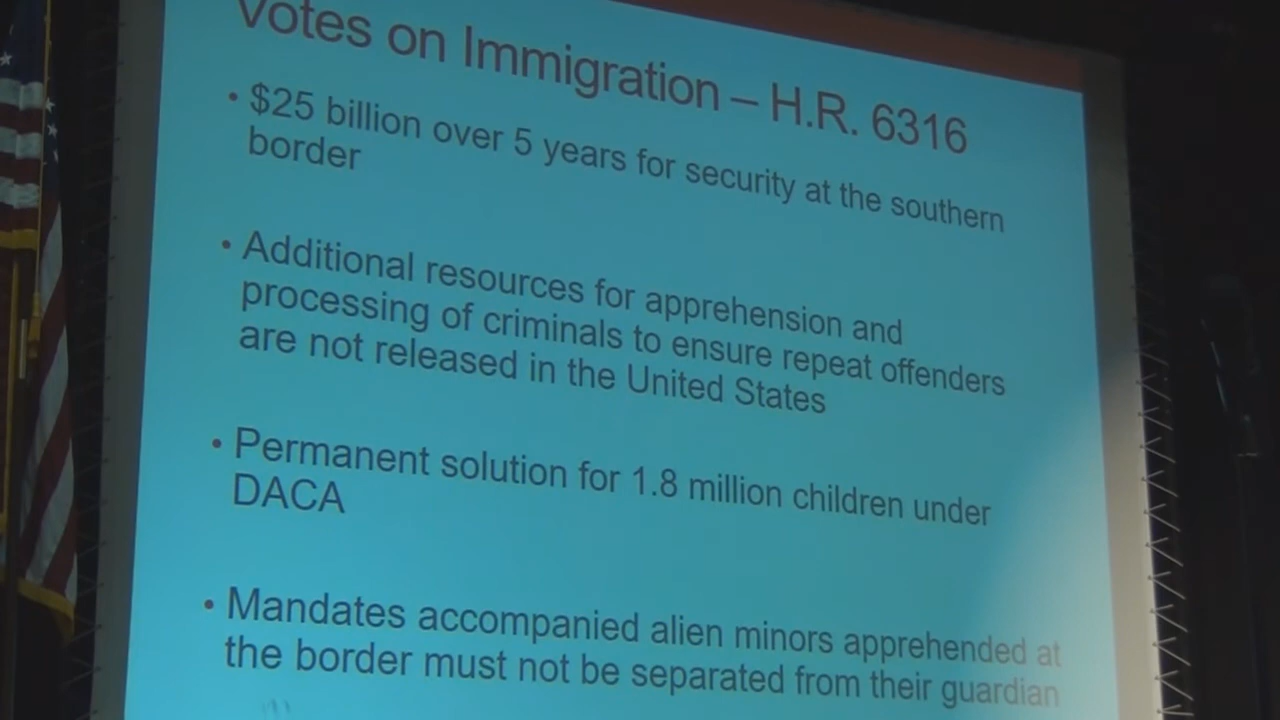 Votes on Immigration – H.R. 6316
• $25 billion over 5 years for security at the southern
border
• Additional resources for apprehension and
processing of criminals to ensure repeat offenders
are not released in the United States
• Permanent solution for 1.8 million children under
DACA
• Mandates accompanied alien minors apprehended at
the border must not be separated from their guardian